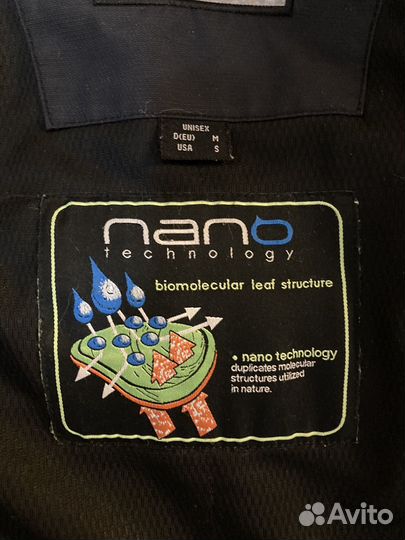 UNISEX
D(EU) M
USA S
nano
technology
biomolecular leaf structure
• nano technology
duplicates molecular
structures utilized
in nature.
Avito